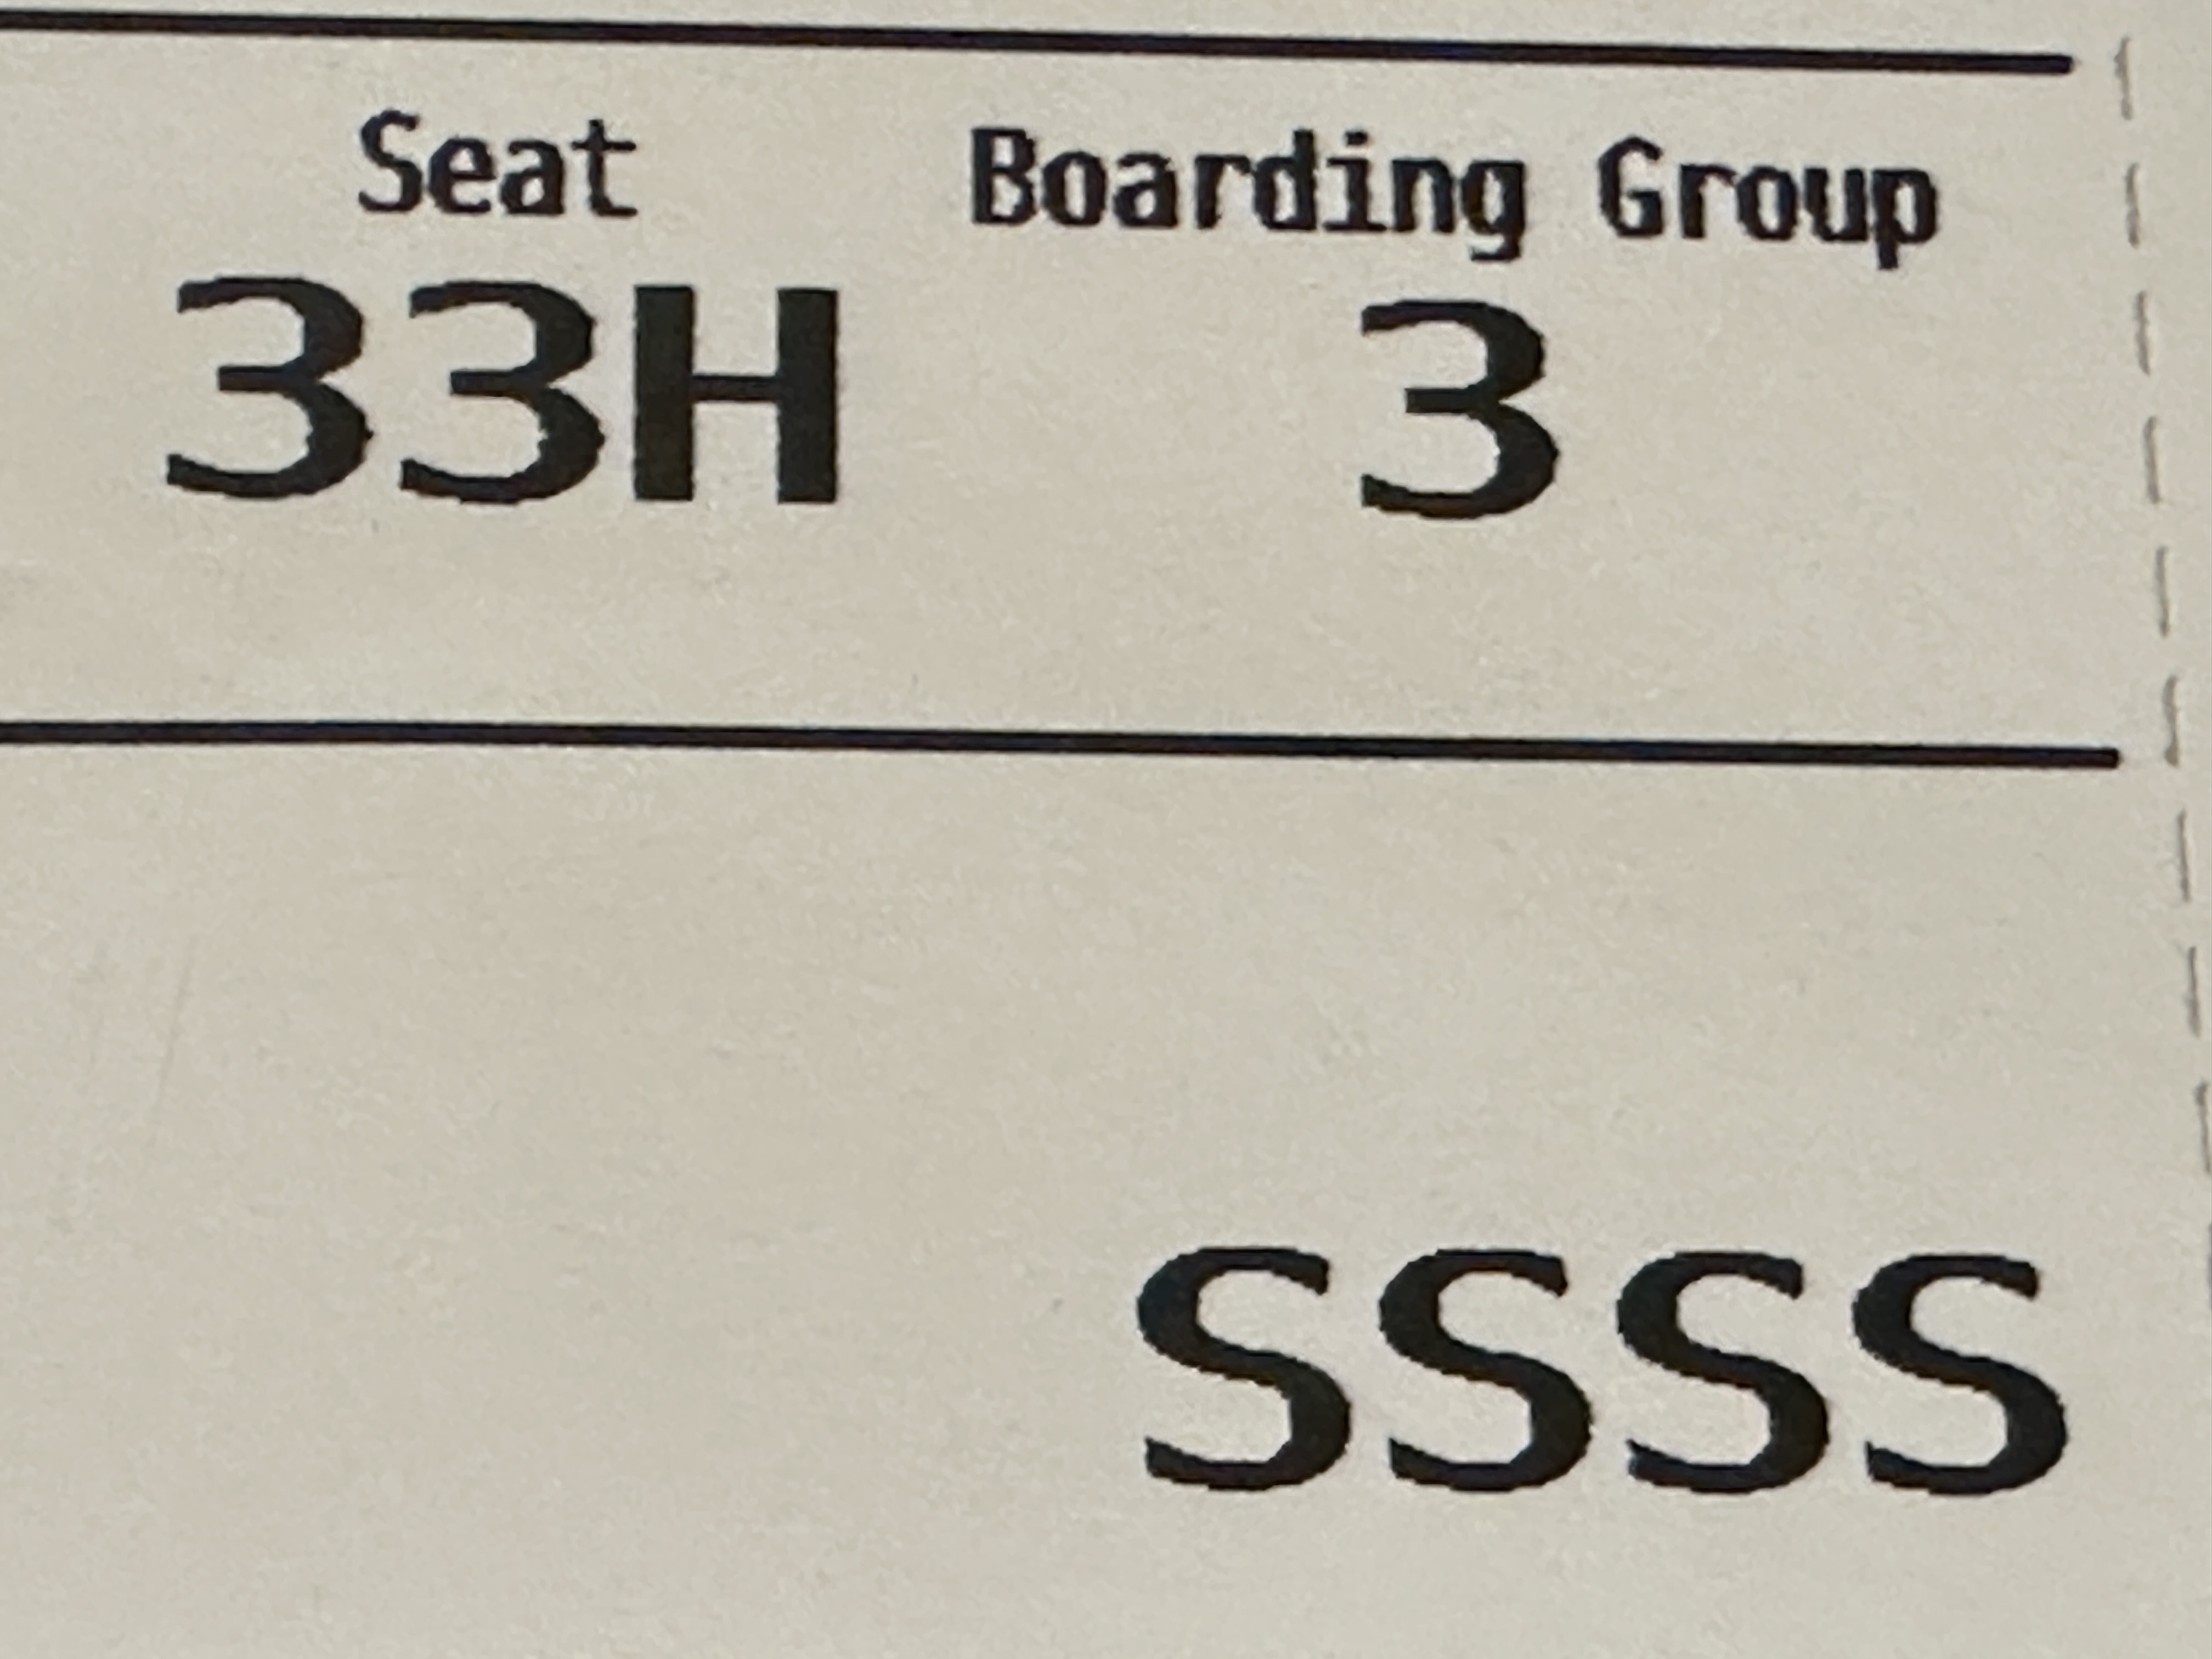 Seat Boarding Group
33H 3
SSSS